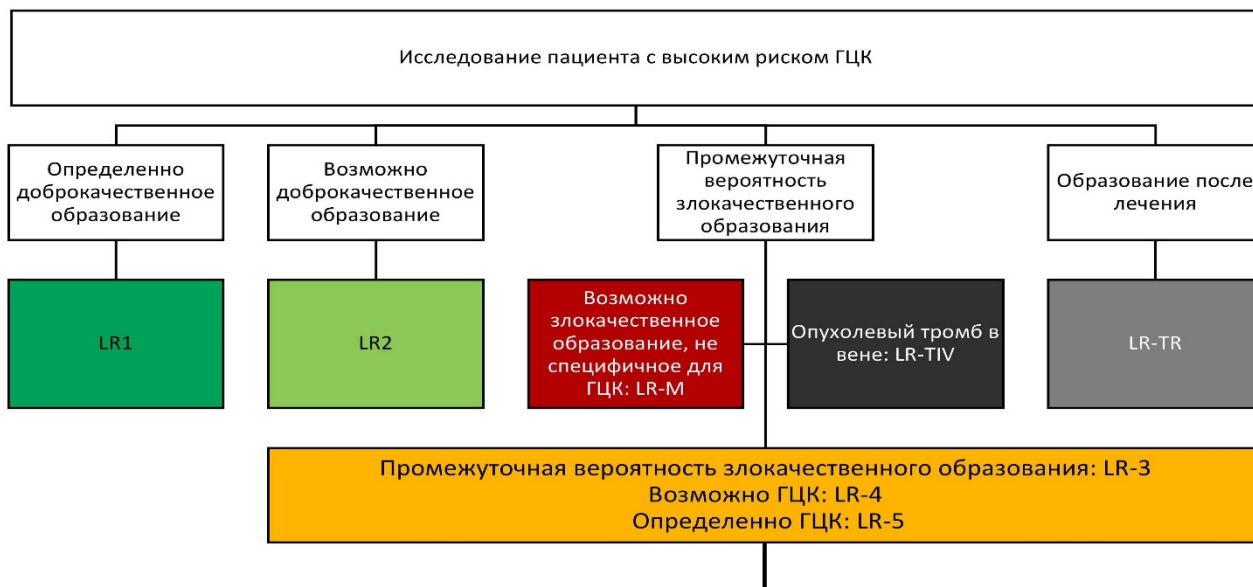 Исследование пациента с высоким риском ГЦК
Определенно
доброкачественное
образование
Возможно
доброкачественное
образование
Промежуточная
вероятность
злокачественного
образования
Образование после
лечения
LR1
LR2
Возможно
злокачественное
образование, не
специфичное для
ГЦК: LR-M
Опухолевый тромб в
вене: LR-TIV
LR-TR
Промежуточная вероятность злокачественного образования: LR-3
Возможно ГЦК: LR-4
Определенно ГЦК: LR-5